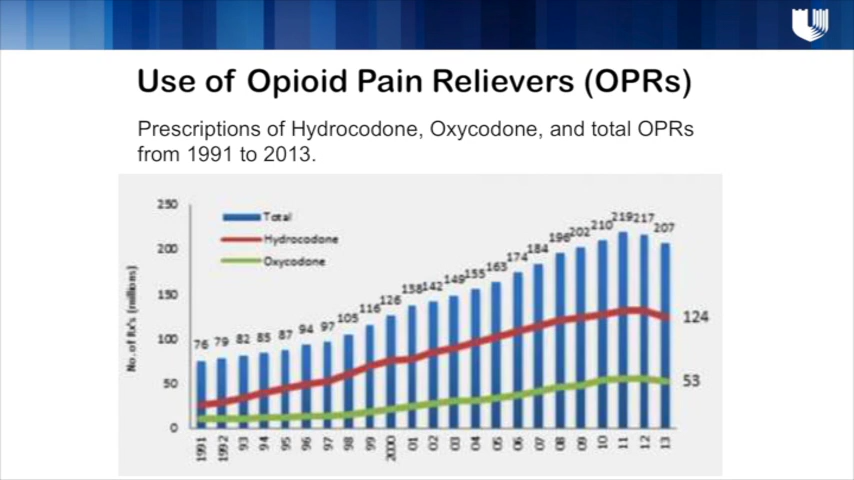 Use of Opioid Pain Relievers (OPRs)
Prescriptions of Hydrocodone, Oxycodone, and total OPRs
from 1991 to 2013.
No. of Rx's (millions)
250
200
150
100
50
0
Total
Hydrocodone
Oxycodone
76 79 82 85 87 94 97 105 116 126 138 142 149 155 163 174 184 196 202 210 219 217 207
124
53
1991 1992 93 94 95 96 97 98 99 2000 01 02 03 04 05 06 07 08 09 10 11 12 13